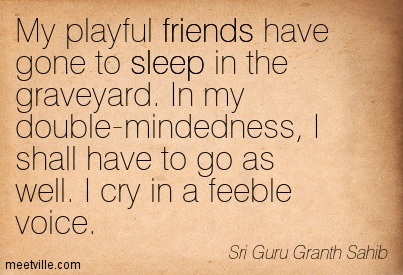 My playful friends have
gone to sleep in the
graveyard. In my
double-mindedness, I
shall have to go as
well. I cry in a feeble
voice.
Sri Guru Granth Sahib
meetville.com